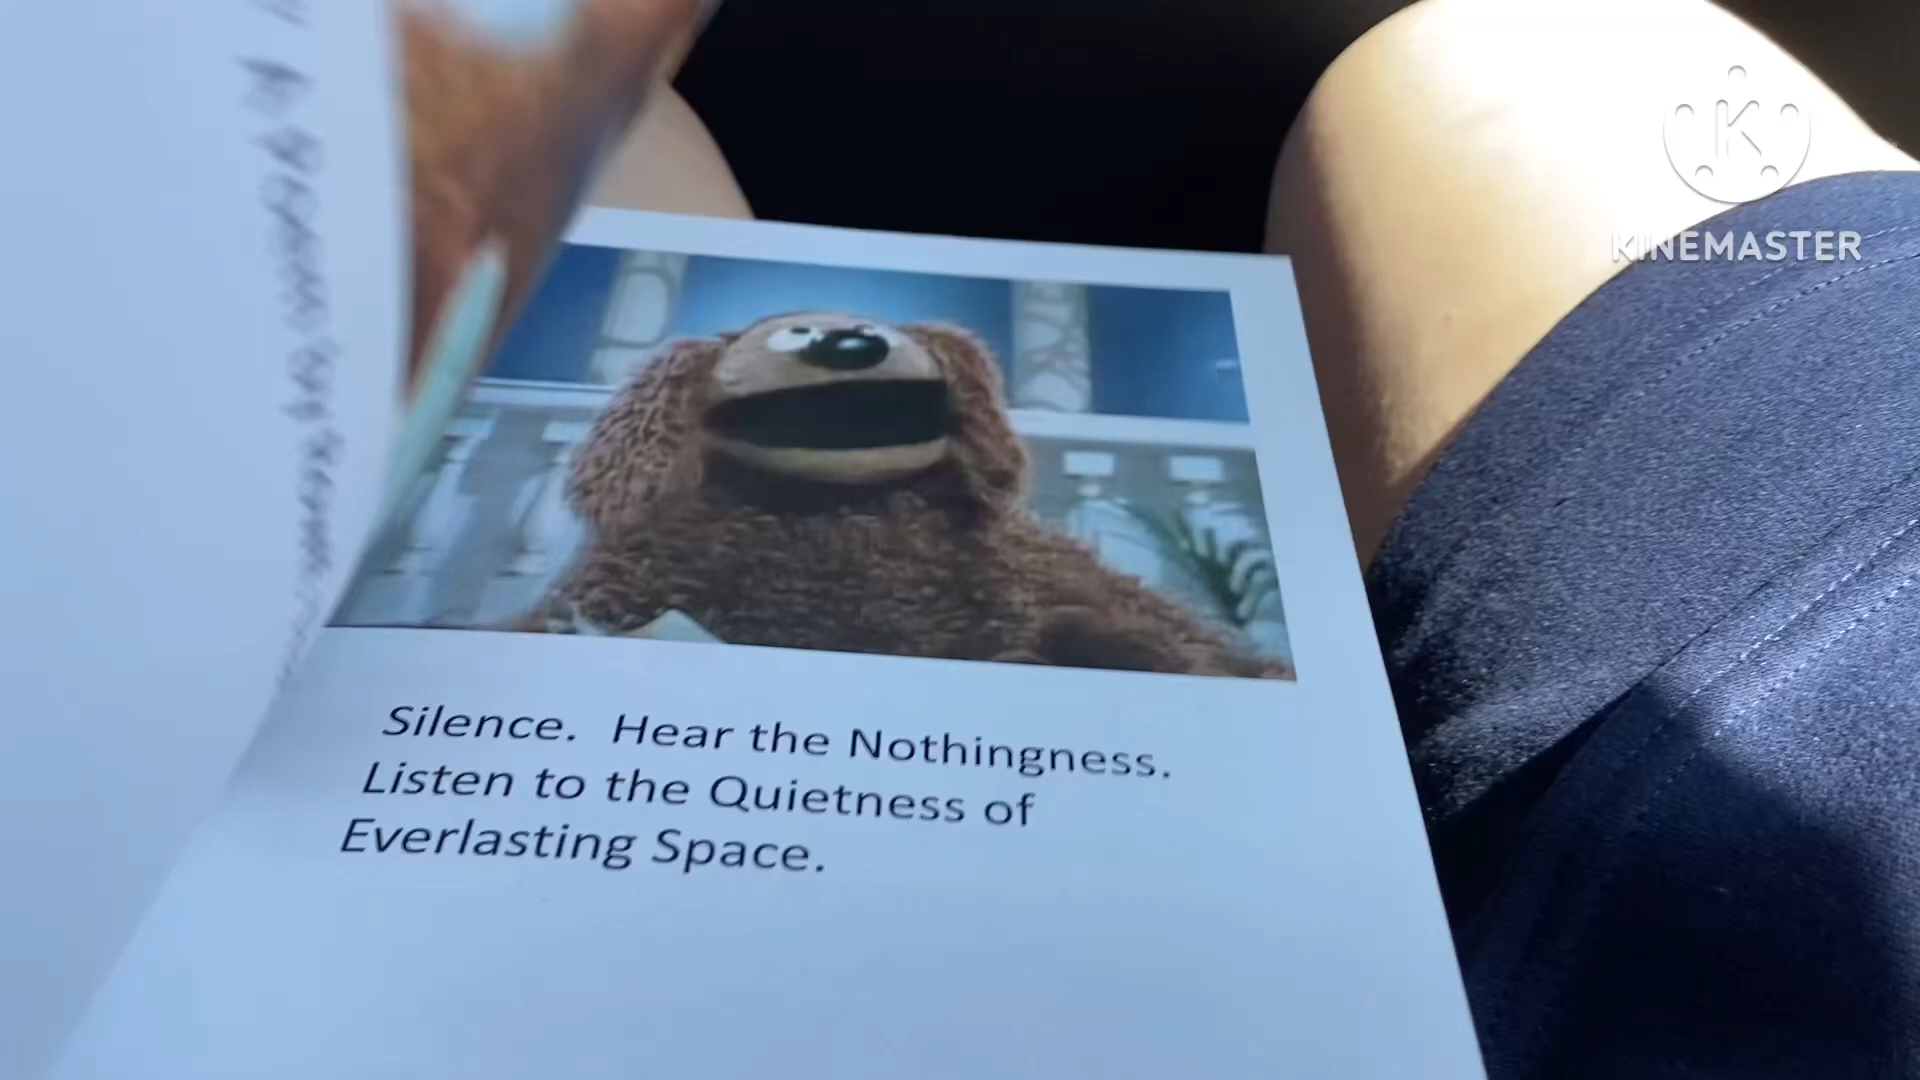 KINEMASTER
Silence. Hear the Nothingness.
Listen to the Quietness of
Everlasting Space.